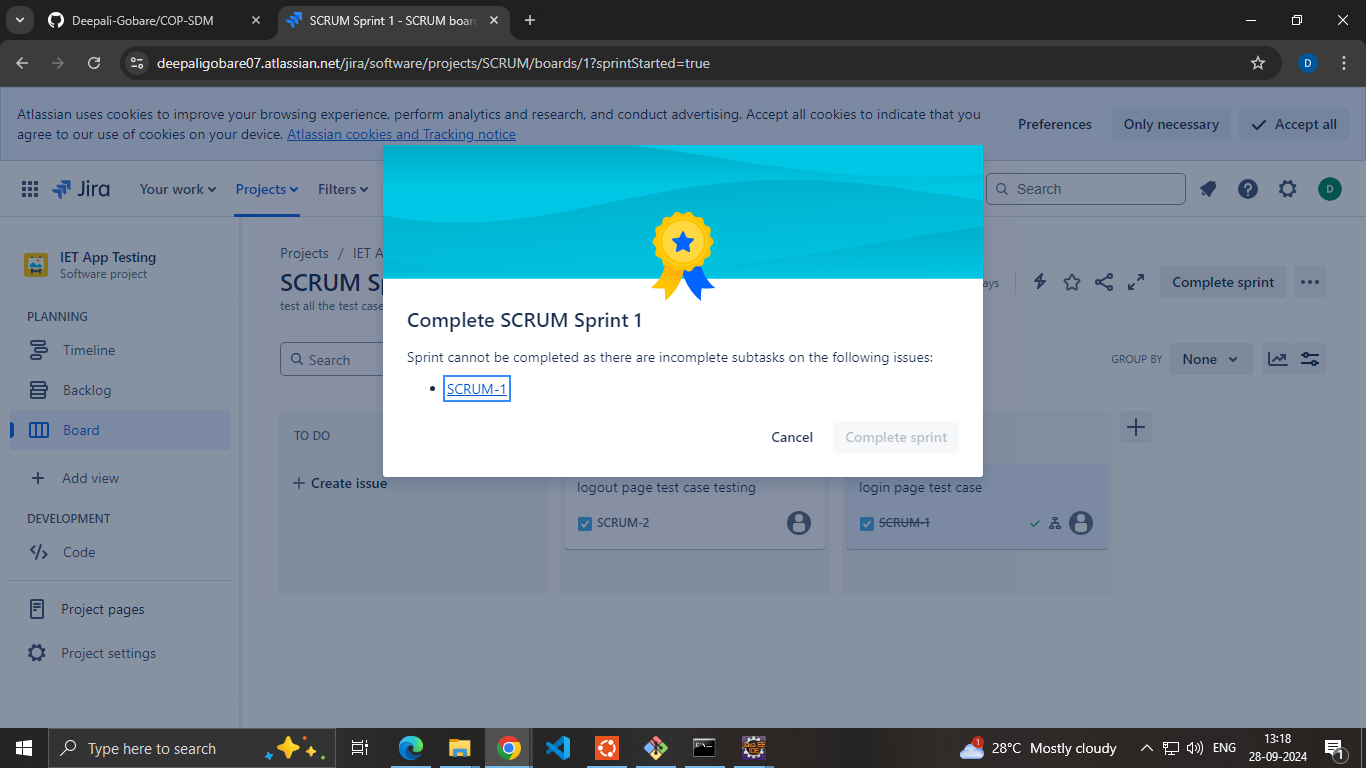 Deepali-Gobare/COP-SDM
SCRUM Sprint 1 - SCRUM boar
deepaligobare07.atlassian.net/jira/software/projects/SCRUM/boards/1?sprintStarted=true
D
Atlassian uses cookies to improve your browsing experience, perform analytics and research, and conduct advertising. Accept all cookies to indicate that you
agree to our use of cookies on your device. Atlassian cookies and Tracking notice
Preferences
Only necessary
Accept all
Jira
Your work
Projects
Filters
Search
D
IET App Testing
Software project
PLANNING
Timeline
Backlog
Board
Add view
DEVELOPMENT
Code
Project pages
Project settings
Projects / IET A
SCRUM Sp
test all the test case
ays
Complete sprint
Search
GROUP BY
None
TO DO
Create issue
logout page test case testing
SCRUM-2
login page test case
SCRUM-1
Complete SCRUM Sprint 1
Sprint cannot be completed as there are incomplete subtasks on the following issues:
SCRUM-1
Cancel
Complete sprint
Type here to search
JAVA EE
IDE
1
28°C Mostly cloudy
ENG
13:18
28-09-2024
1